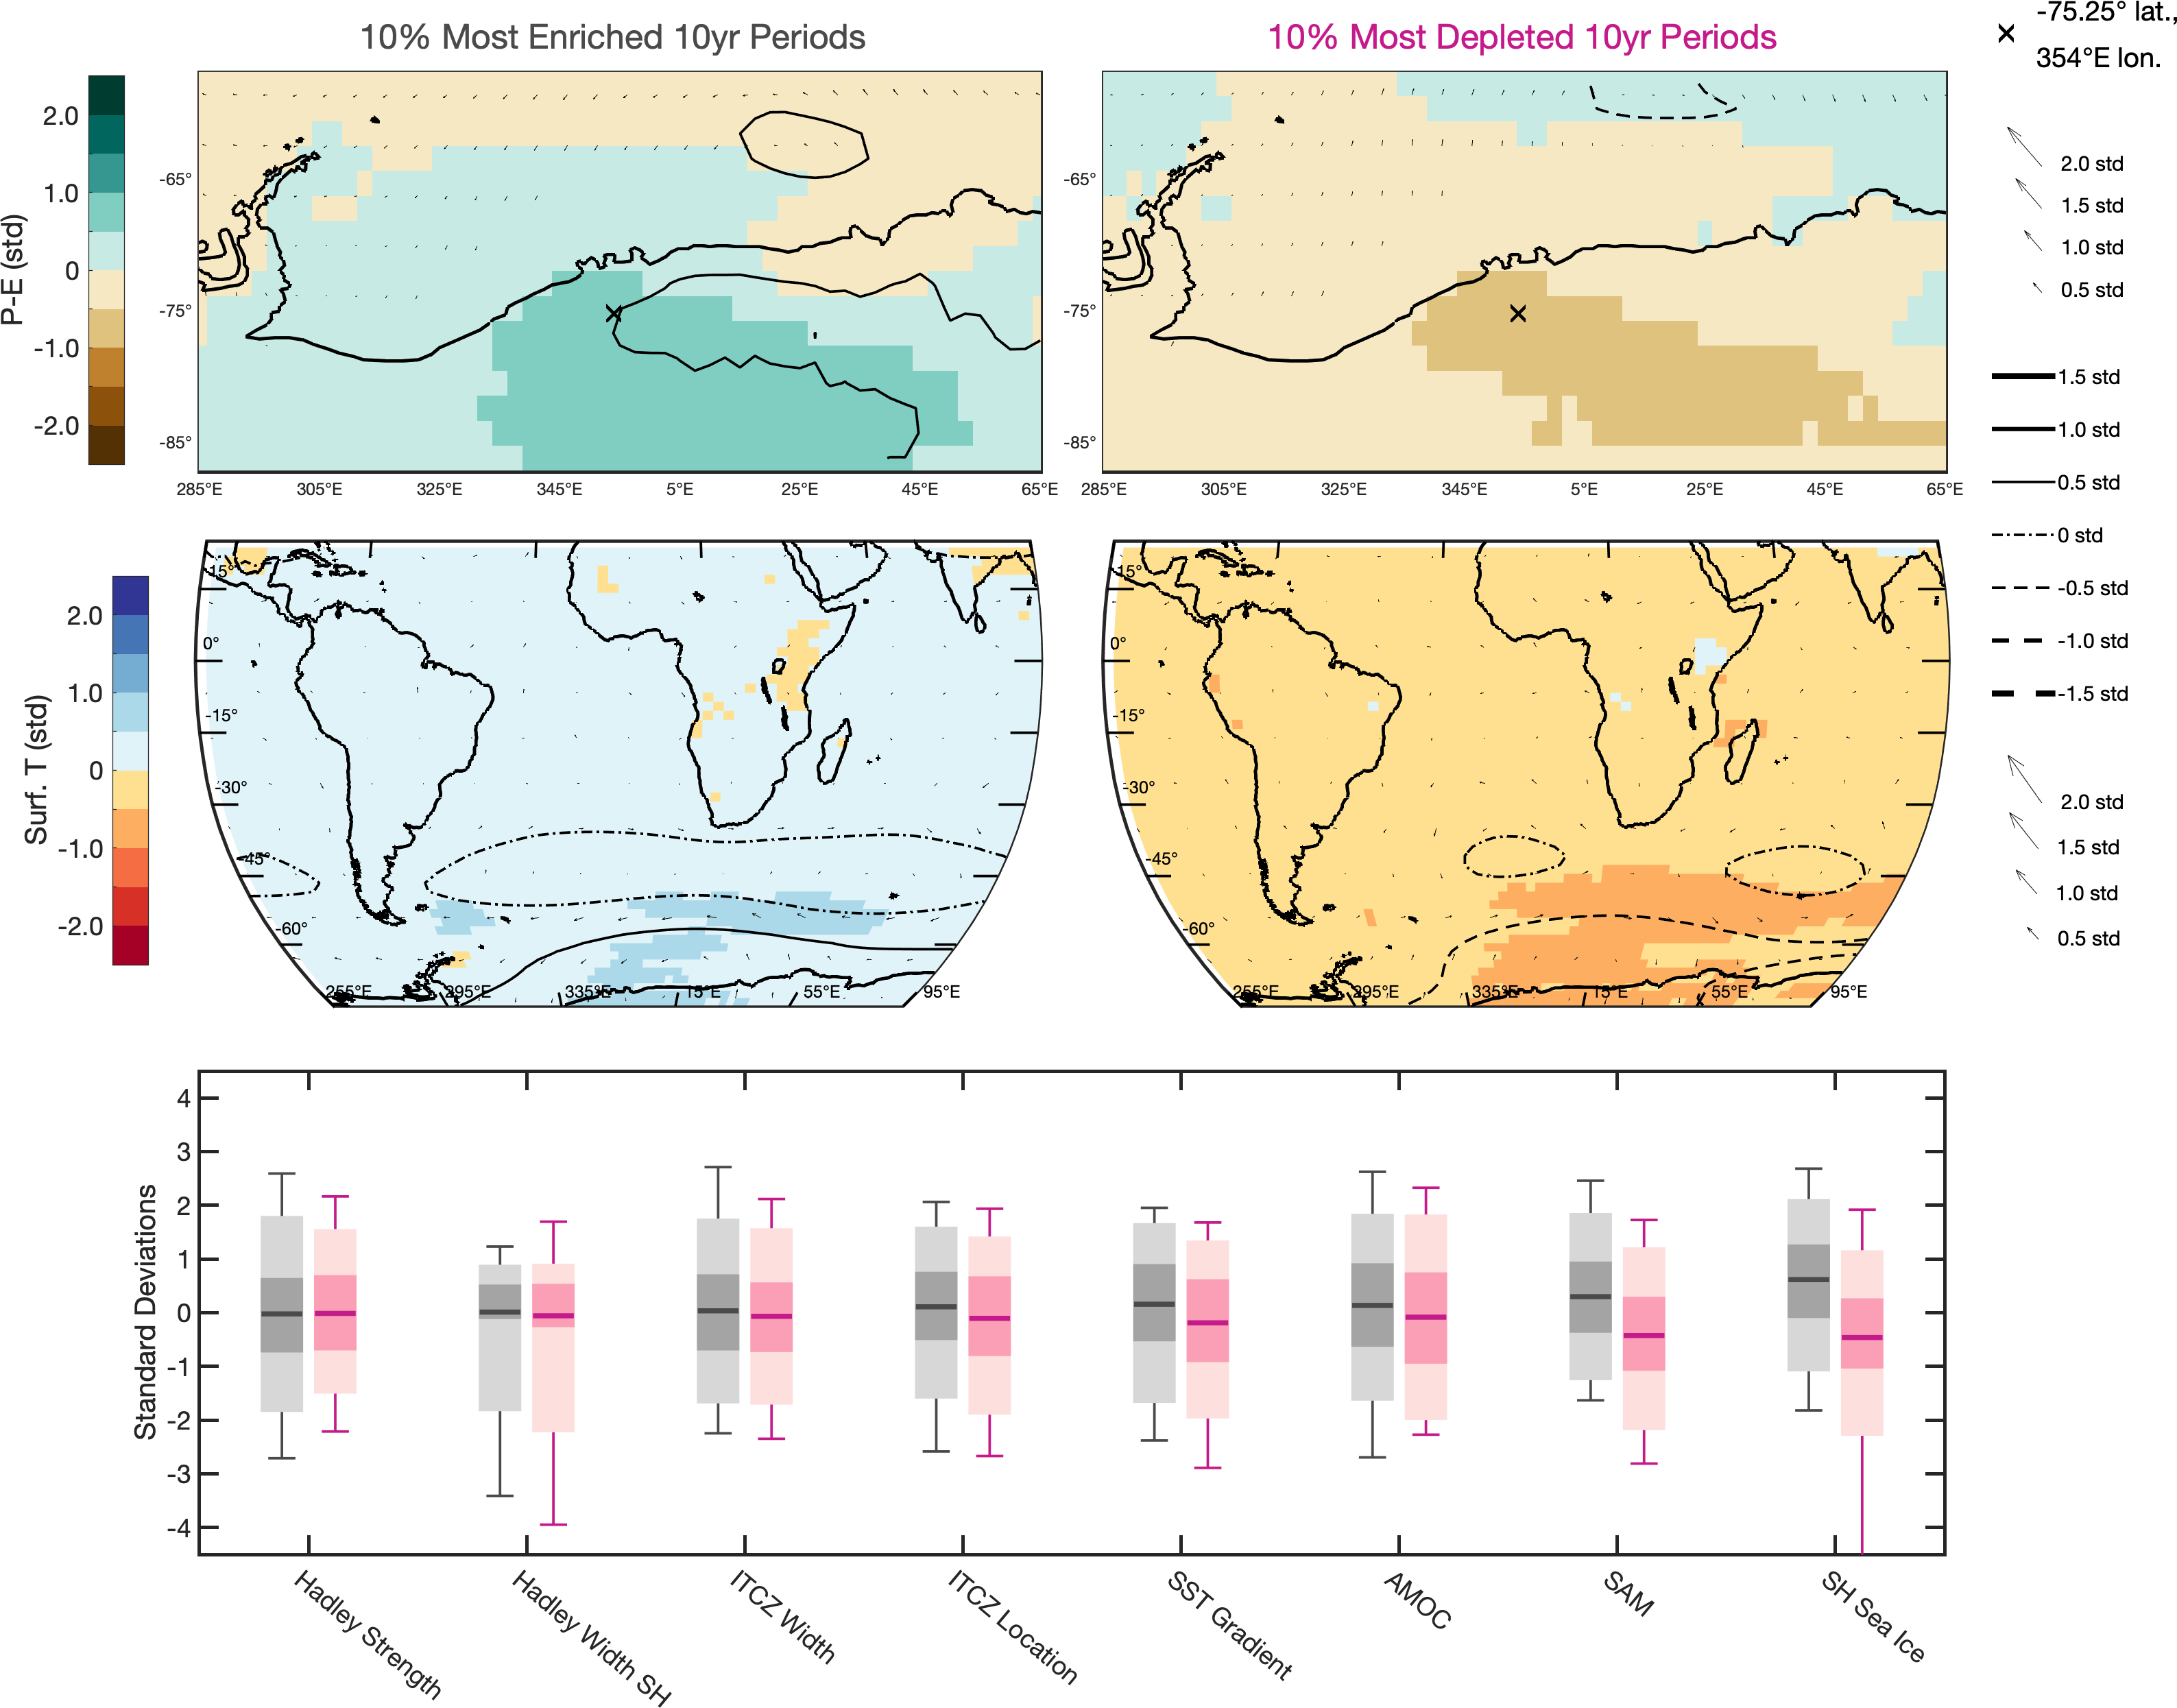 10% Most Enriched 10yr Periods
10% Most Depleted 10yr Periods
-75.25° lat.,
354°E lon.
P-E (std)
2.0
1.0
0
-1.0
-2.0
-65°
-75°
-85°
285°E 305°E 325°E 345°E 5°E 25°E 45°E 65°E
-65°
-75°
-85°
285°E 305°E 325°E 345°E 5°E 25°E 45°E 65°E
2.0 std
1.5 std
1.0 std
0.5 std
1.5 std
1.0 std
0.5 std
0 std
-0.5 std
-1.0 std
-1.5 std
2.0 std
1.5 std
1.0 std
0.5 std
Surf. T (std)
2.0
1.0
0
-1.0
-2.0
15°
0°
-15°
-30°
-45°
-60°
255°E 295°E 335°E 15°E 55°E 95°E
15°
0°
-15°
-30°
-45°
-60°
255°E 295°E 335°E 15°E 55°E 95°E
Standard Deviations
4
3
2
1
0
-1
-2
-3
-4
Hadley Strength
Hadley Width SH
ITCZ Width
ITCZ Location
SST Gradient
AMOC
SAM
SH Sea Ice